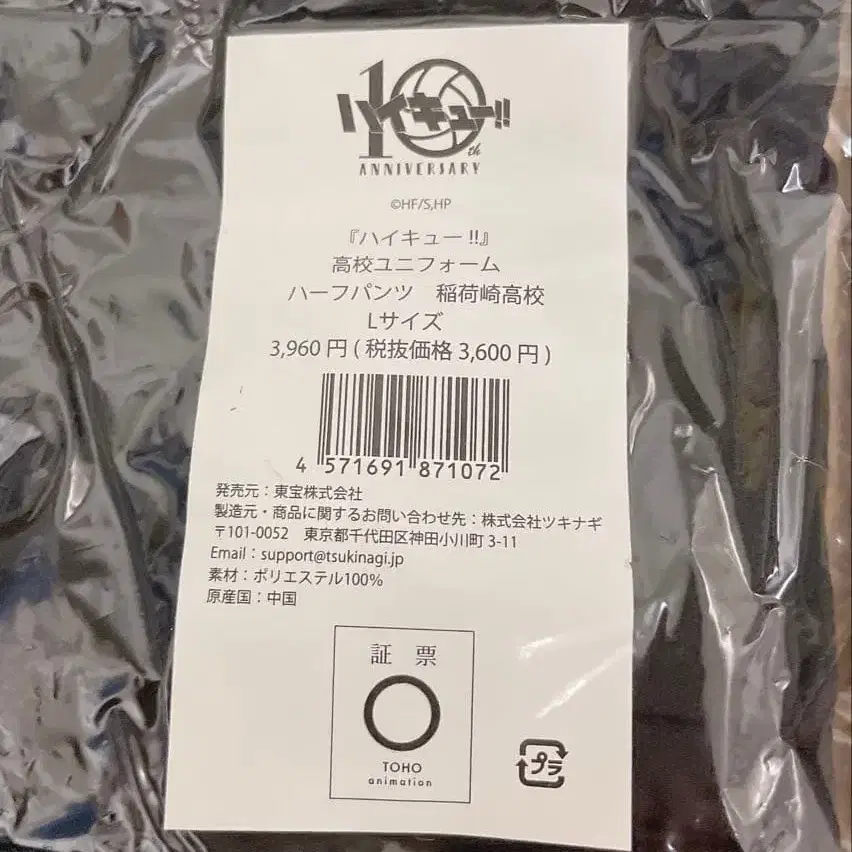 10th
ハイキュー!!
ANNIVERSARY
©HF/S,HP
『ハイキュー!!』
高校ユニフォーム
ハーフパンツ　稲荷崎高校
Lサイズ
3,960 円 ( 税抜価格 3,600 円 )
4 571691 871072
発売元：東宝株式会社
製造元・商品に関するお問い合わせ先：株式会社ツキナギ
〒101-0052　東京都千代田区神田小川町 3-11
Email：support@tsukinagi.jp
素材：ポリエステル100%
原産国：中国
証 票
TOHO
animation
プラ